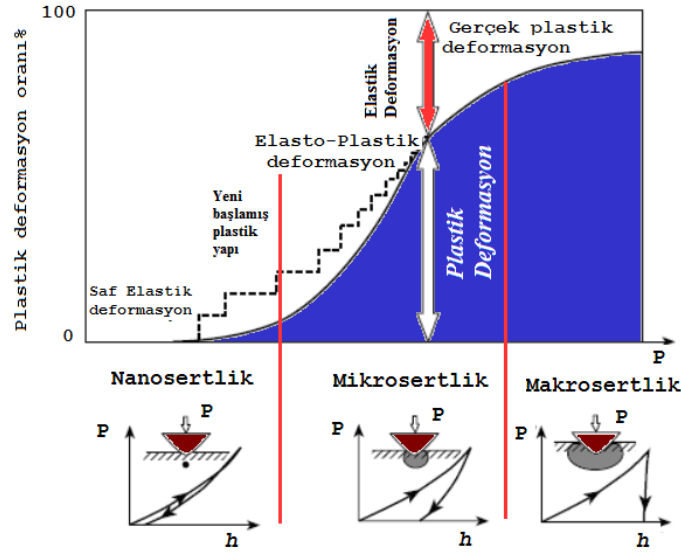 100
Gerçek plastik
deformasyon
Elastik
Deformasyon
Plastik deformasyon oranı%
Elasto-Plastik
deformasyon
Yeni
başlamış
plastik
yapı
Plastik
Deformasyon
Saf Elastik
deformasyon
0
P
Nanosertlik
Mikrosertlik
Makrosertlik
P
P
P
P
P
P
h
h
h